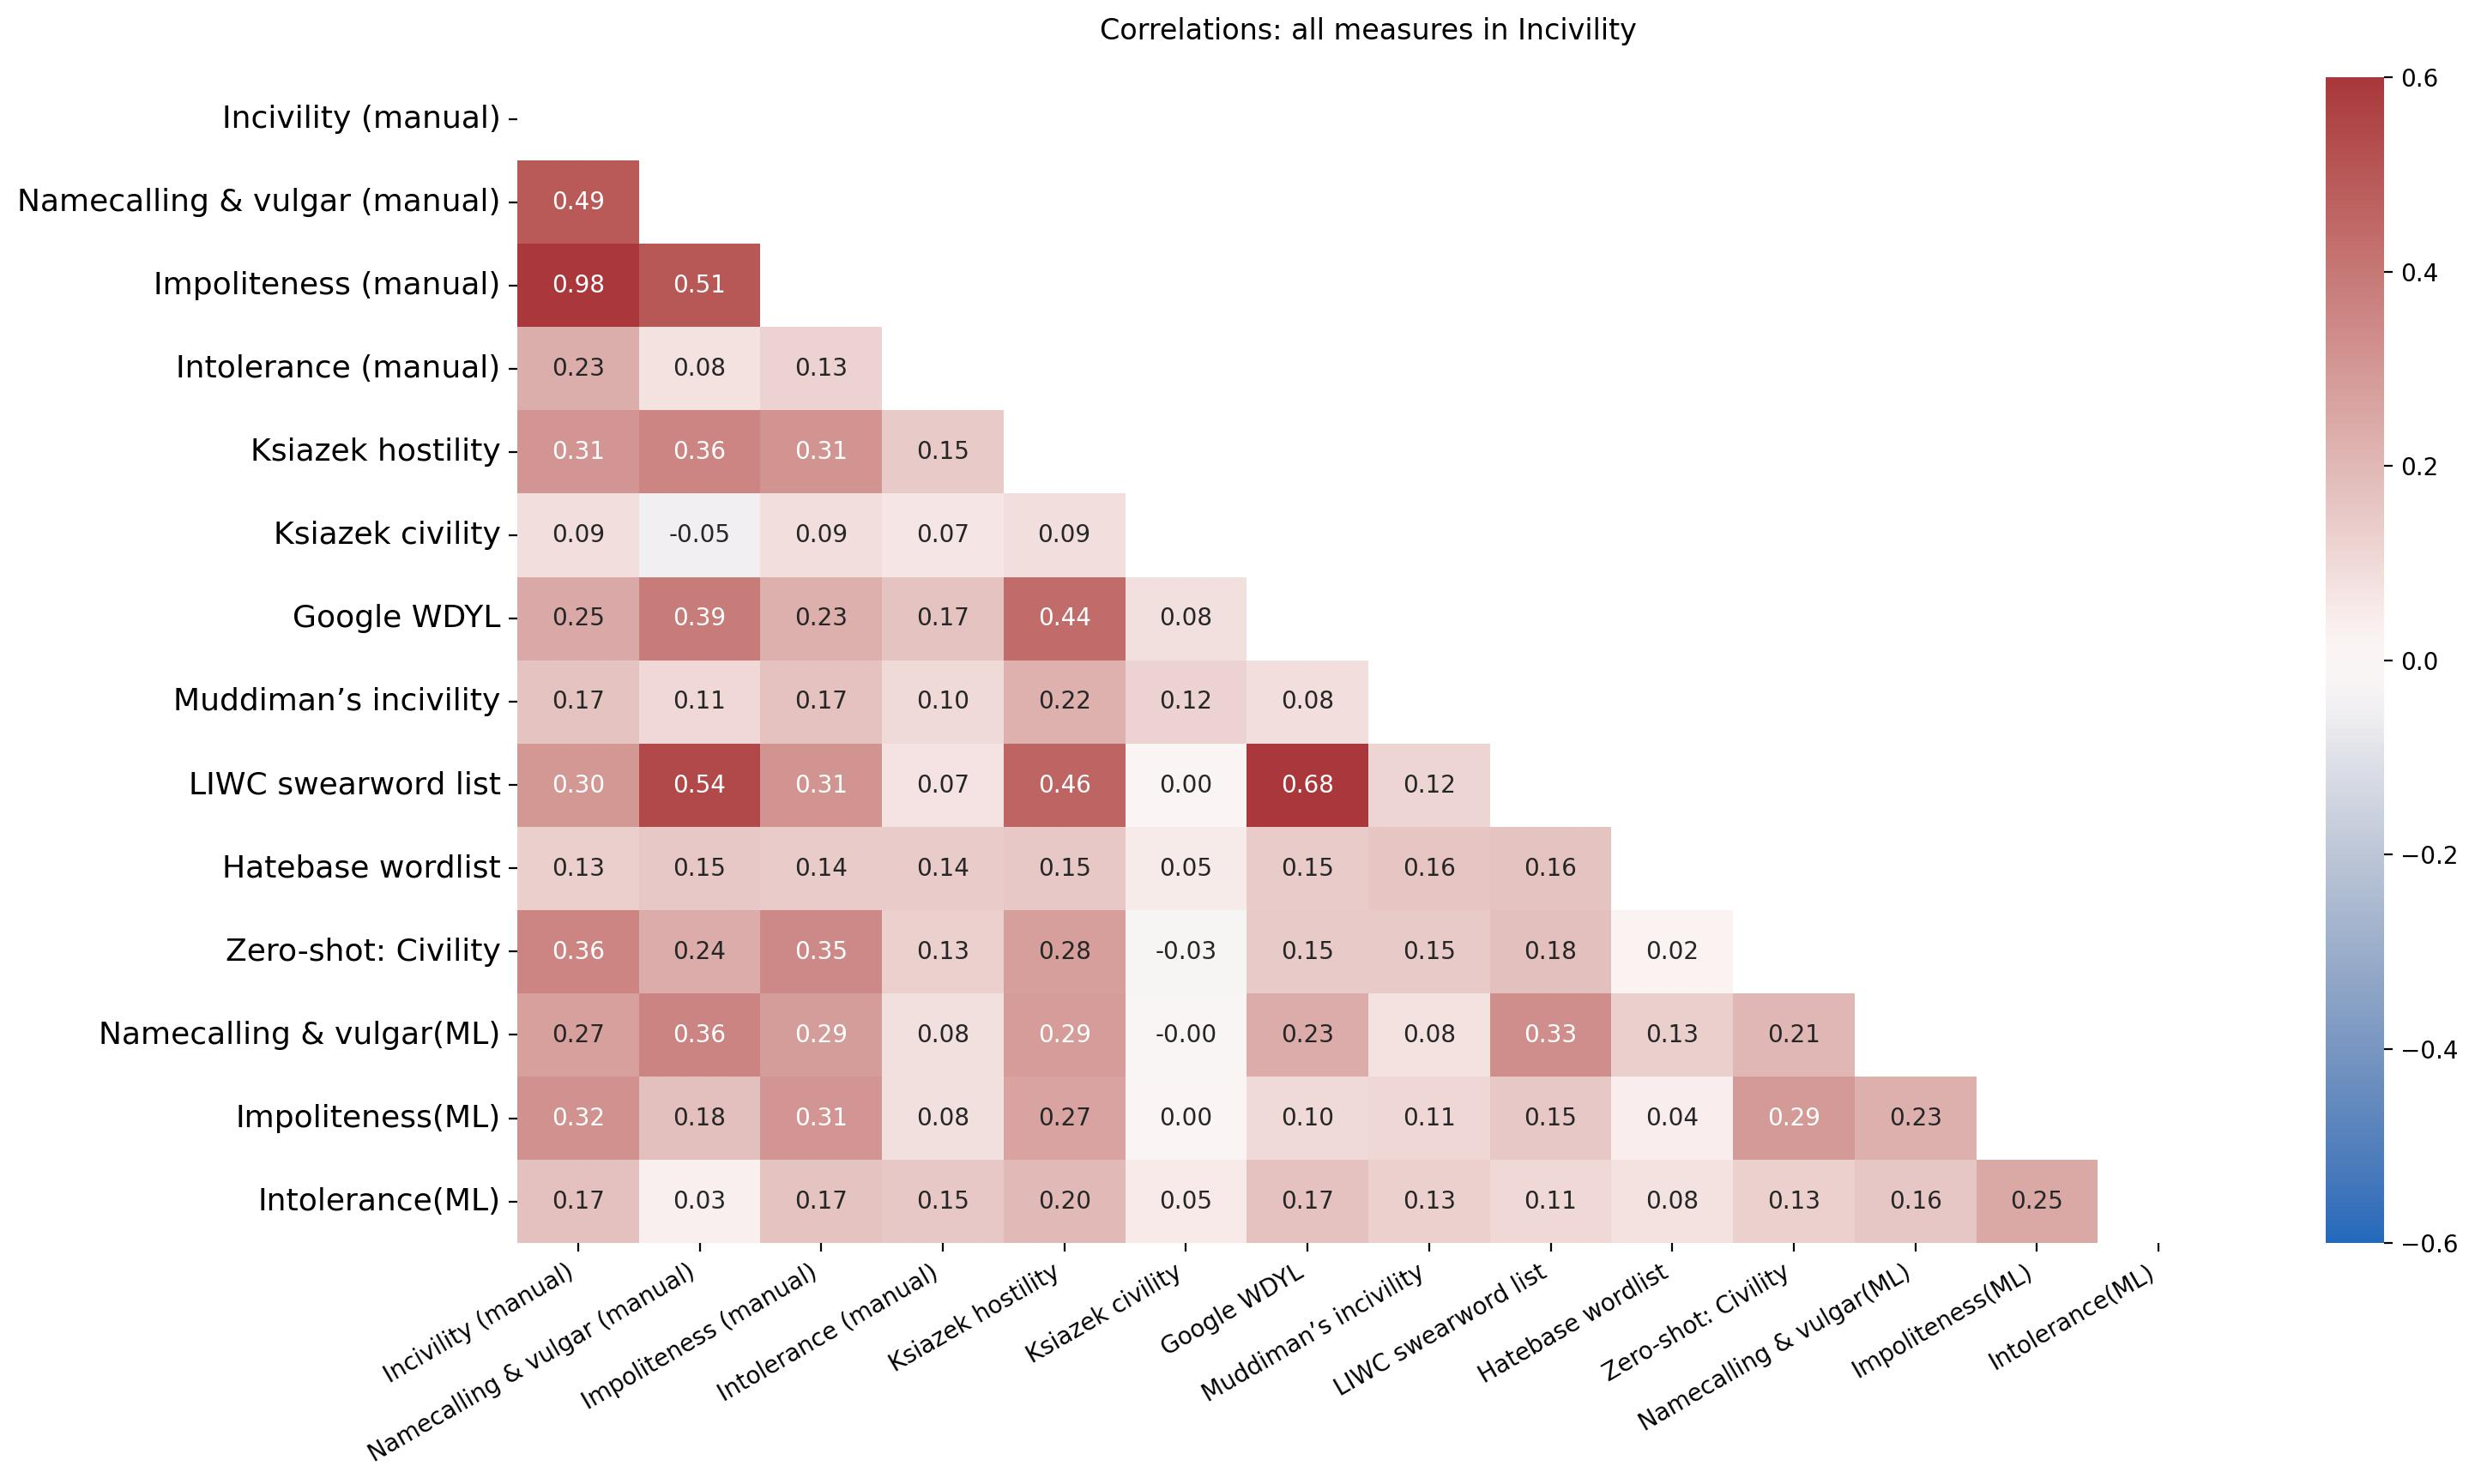 Correlations: all measures in Incivility
Incivility (manual)
Namecalling & vulgar (manual) 0.49
Impoliteness (manual) 0.98 0.51
Intolerance (manual) 0.23 0.08 0.13
Ksiazek hostility 0.31 0.36 0.31 0.15
Ksiazek civility 0.09 -0.05 0.09 0.07 0.09
Google WDYL 0.25 0.39 0.23 0.17 0.44 0.08
Muddiman’s incivility 0.17 0.11 0.17 0.10 0.22 0.12 0.08
LIWC swearword list 0.30 0.54 0.31 0.07 0.46 0.00 0.68 0.12
Hatebase wordlist 0.13 0.15 0.14 0.14 0.15 0.05 0.15 0.16 0.16
Zero-shot: Civility 0.36 0.24 0.35 0.13 0.28 -0.03 0.15 0.15 0.18 0.02
Namecalling & vulgar(ML) 0.27 0.36 0.29 0.08 0.29 -0.00 0.23 0.08 0.33 0.13 0.21
Impoliteness(ML) 0.32 0.18 0.31 0.08 0.27 0.00 0.10 0.11 0.15 0.04 0.29 0.23
Intolerance(ML) 0.17 0.03 0.17 0.15 0.20 0.05 0.17 0.13 0.11 0.08 0.13 0.16 0.25
Incivility (manual)
Namecalling & vulgar (manual)
Impoliteness (manual)
Intolerance (manual)
Ksiazek hostility
Ksiazek civility
Google WDYL
Muddiman’s incivility
LIWC swearword list
Hatebase wordlist
Zero-shot: Civility
Namecalling & vulgar(ML)
Impoliteness(ML)
Intolerance(ML)
0.6
0.4
0.2
0.0
−0.2
−0.4
−0.6